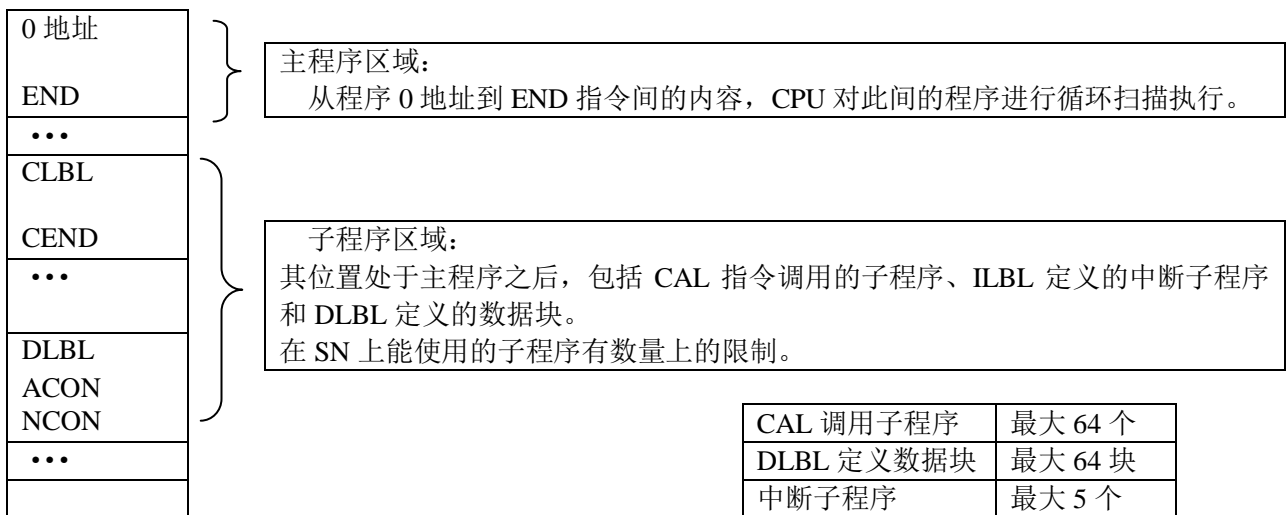 0 地址
END
•••
CLBL
CEND
•••
DLBL
ACON
NCON
•••
主程序区域：
从程序 0 地址到 END 指令间的内容，CPU 对此间的程序进行循环扫描执行。
子程序区域：
其位置处于主程序之后，包括 CAL 指令调用的子程序、ILBL 定义的中断子程序
和 DLBL 定义的数据块。
在 SN 上能使用的子程序有数量上的限制。
CAL 调用子程序 最大 64 个
DLBL 定义数据块 最大 64 块
中断子程序 最大 5 个